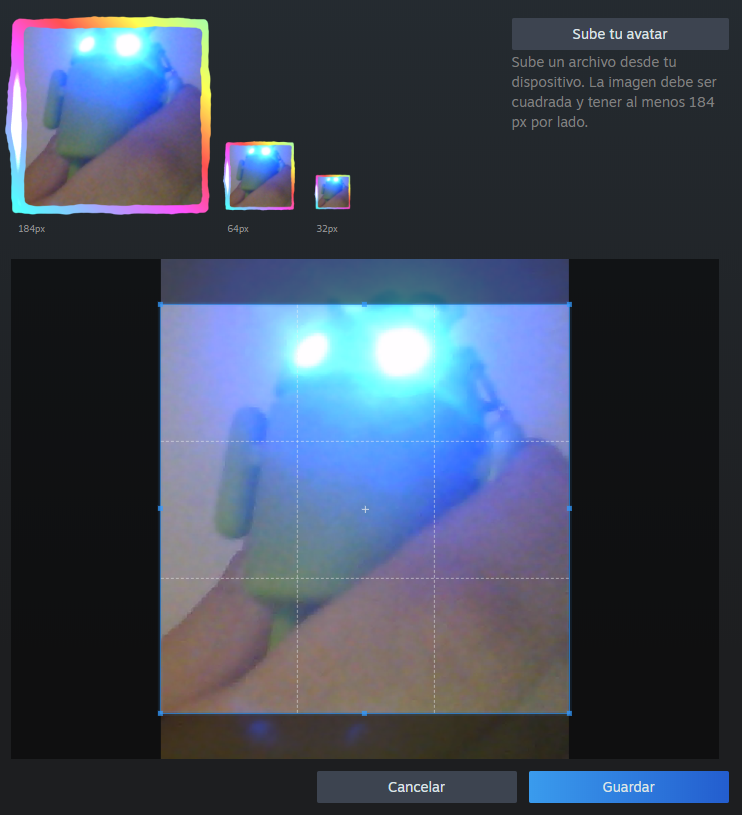 Sube tu avatar
Sube un archivo desde tu
dispositivo. La imagen debe ser
cuadrada y tener al menos 184
px por lado.
184px
64px
32px
Cancelar
Guardar